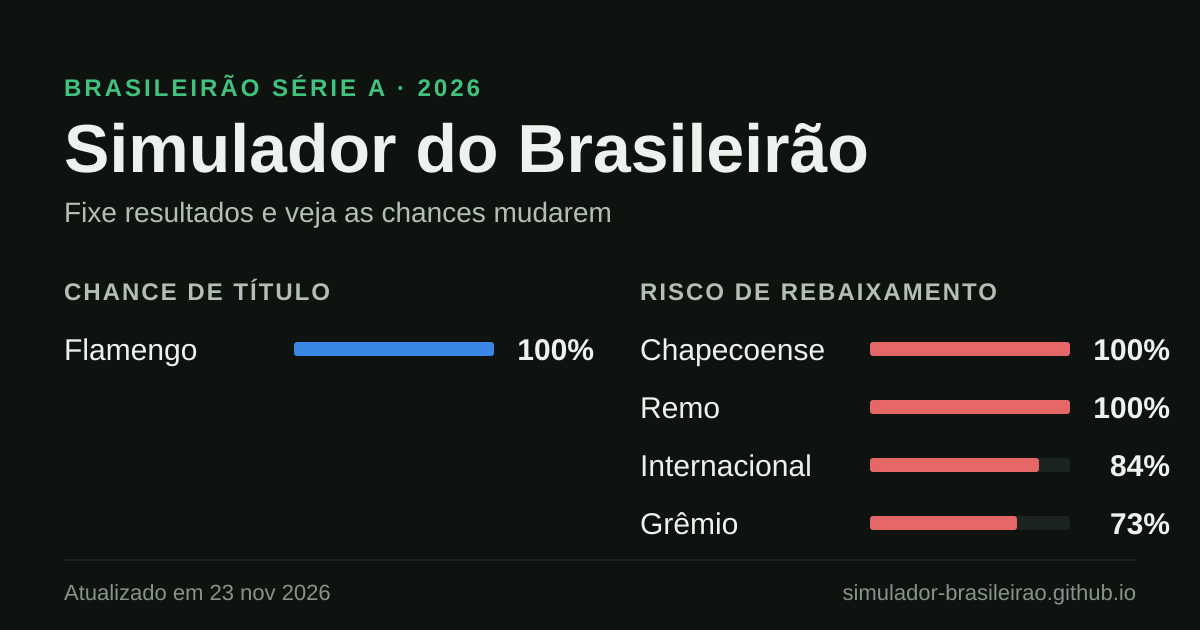 BRASILEIRÃO SÉRIE A · 2026
Simulador do Brasileirão
Fixe resultados e veja as chances mudarem
CHANCE DE TÍTULO
Flamengo 100%
RISCO DE REBAIXAMENTO
Chapecoense 100%
Remo 100%
Internacional 84%
Grêmio 73%
Atualizado em 23 nov 2026
simulador-brasileirao.github.io